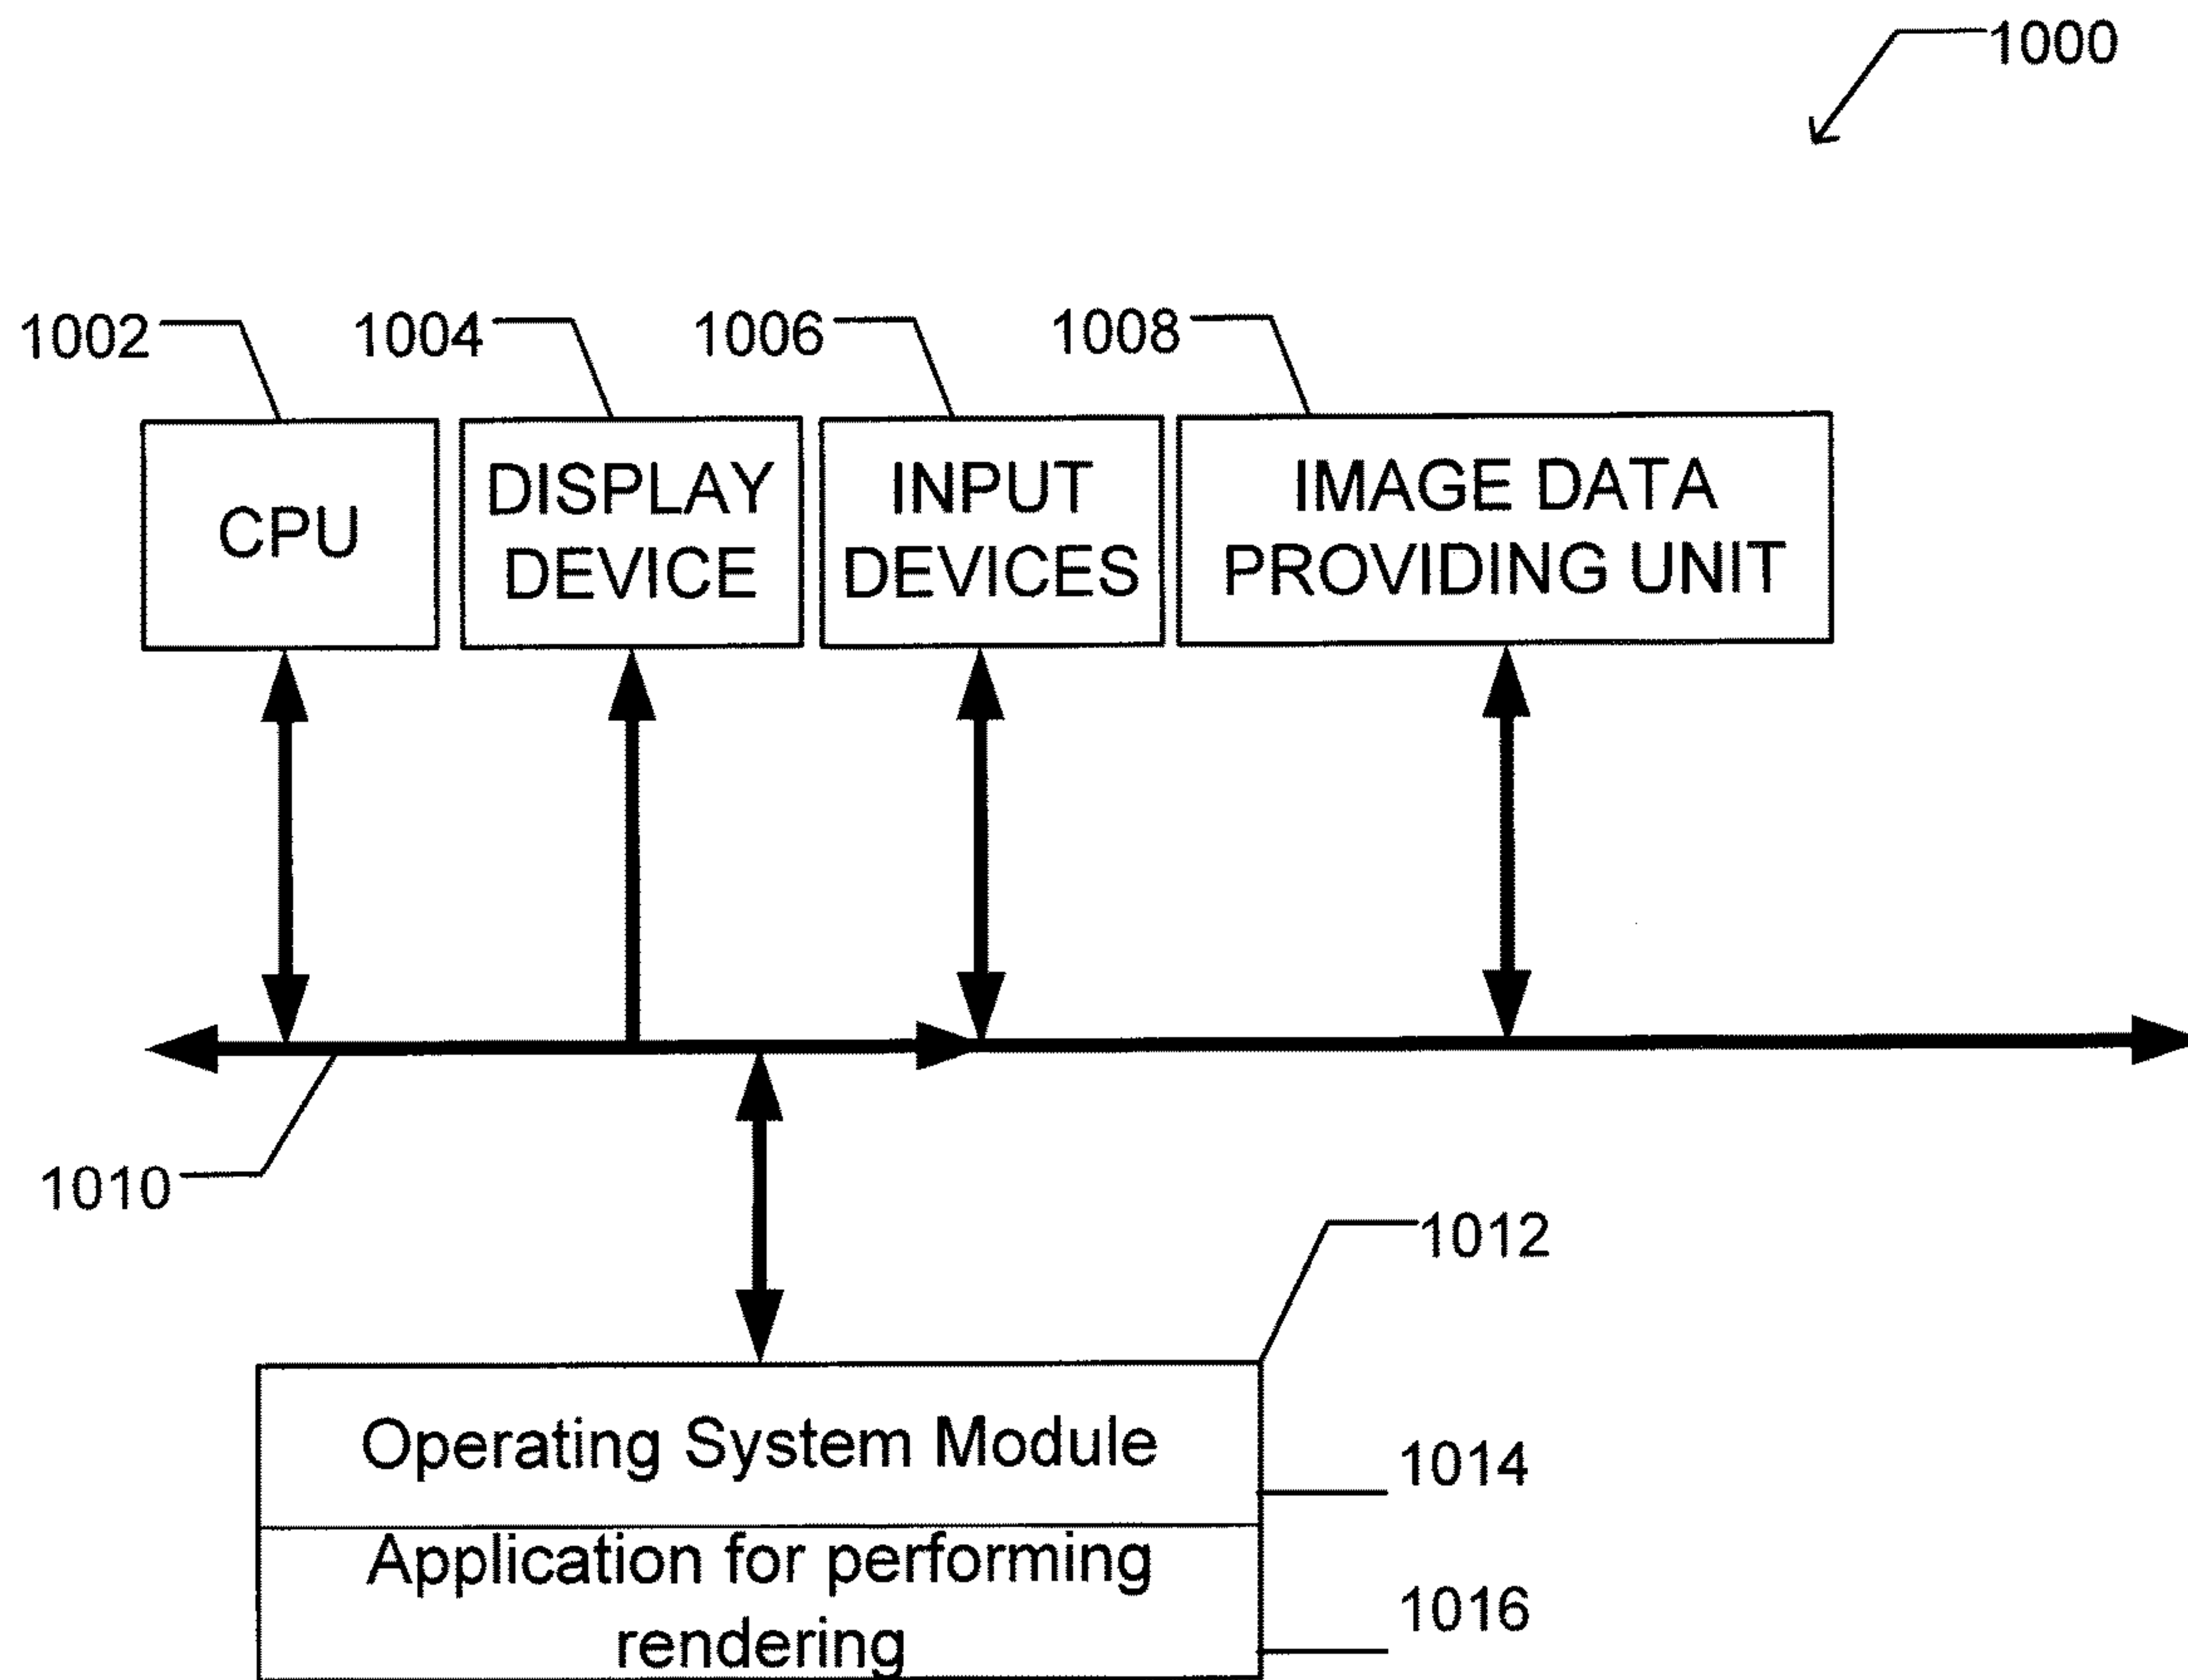 1000
1002
1004
1006
1008
CPU
DISPLAY
DEVICE
INPUT
DEVICES
IMAGE DATA
PROVIDING UNIT
1010
1012
Operating System Module
1014
Application for performing
rendering
1016